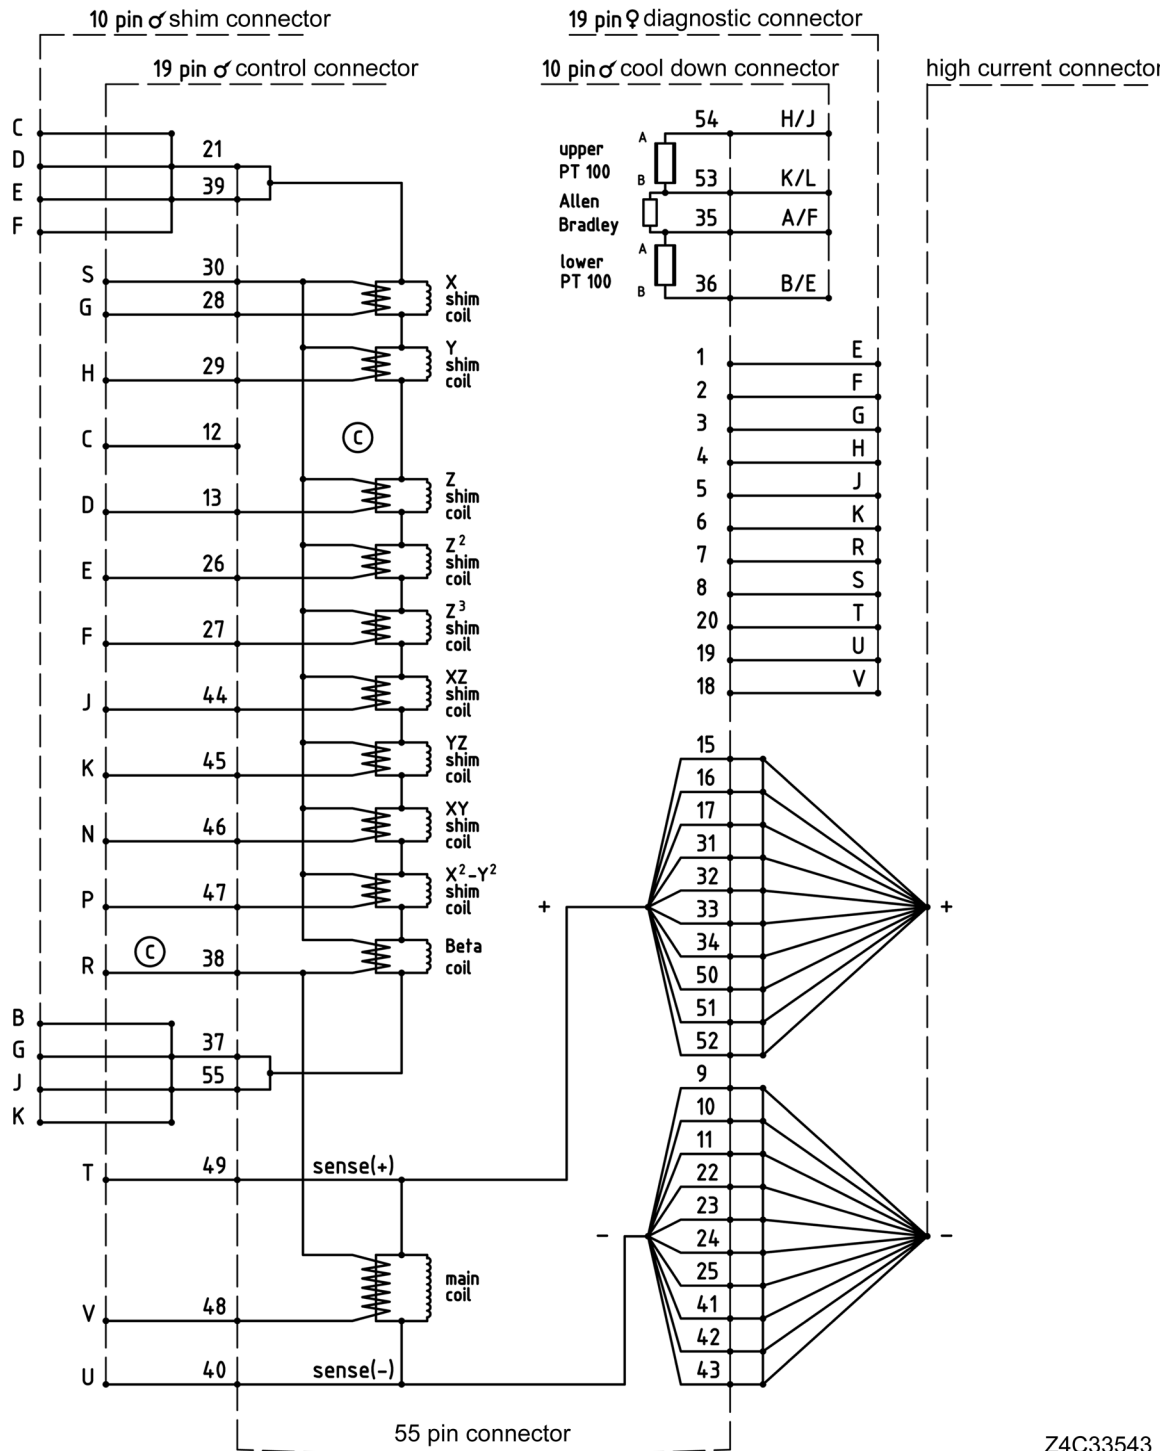 10 pin ♂ shim connector
19 pin ♀ diagnostic connector
19 pin ♂ control connector
10 pin ♂ cool down connector
high current connector
C
D
E
F
21
39
S 30
G 28
X
shim
coil
H 29
Y
shim
coil
C 12
Ⓒ
D 13
Z
shim
coil
E 26
Z²
shim
coil
F 27
Z³
shim
coil
J 44
XZ
shim
coil
K 45
YZ
shim
coil
N 46
XY
shim
coil
P 47
X²-Y²
shim
coil
R Ⓒ 38
Beta
coil
B
G
J
K
37
55
T 49 sense(+)
main
coil
V 48
U 40 sense(-)
upper
PT 100
A
B
Allen
Bradley
lower
PT 100
A
B
54 H/J
53 K/L
35 A/F
36 B/E
1 E
2 F
3 G
4 H
5 J
6 K
7 R
8 S
20 T
19 U
18 V
15
16
17
31
32
33
34
50
51
52
+ +
9
10
11
22
23
24
25
41
42
43
- -
55 pin connector
Z4C33543